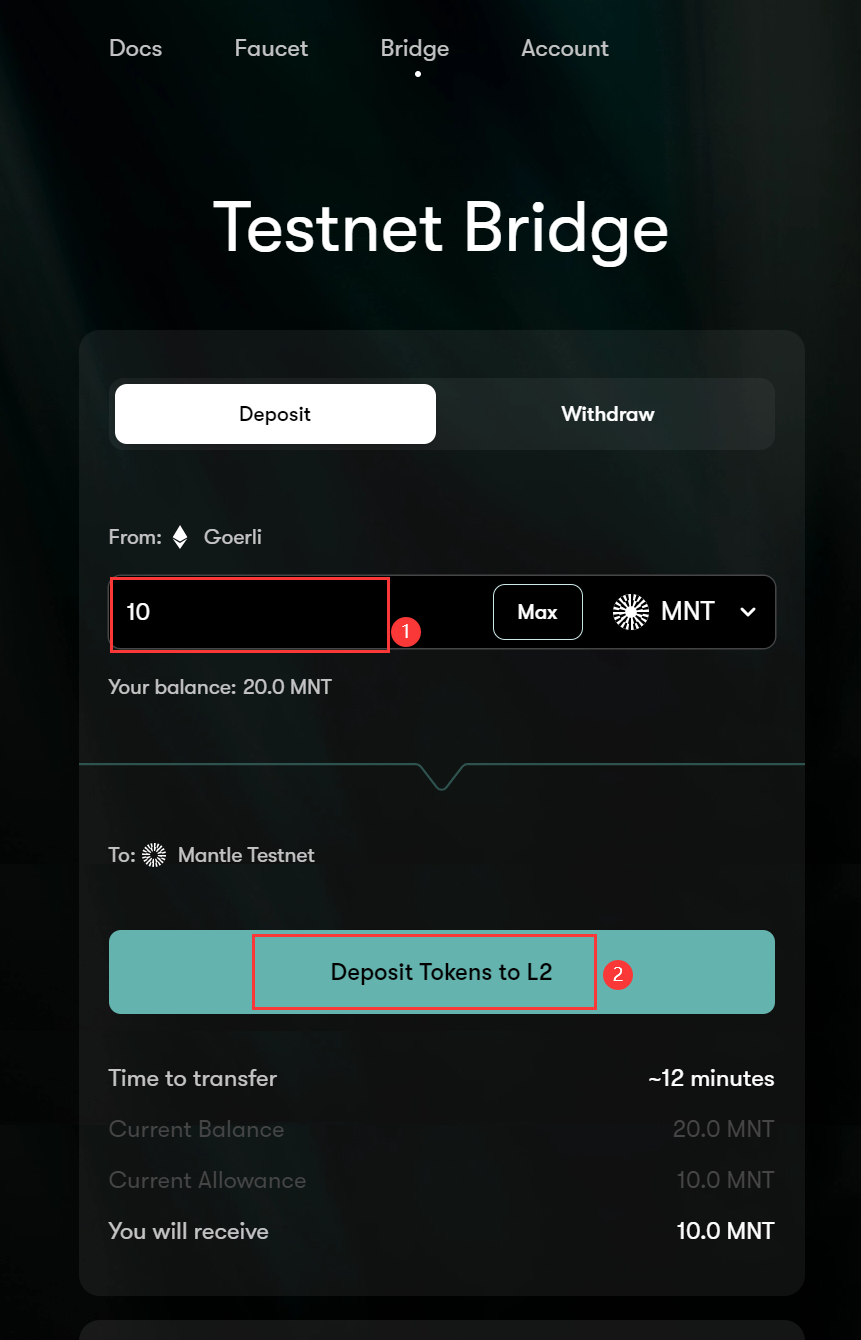 Docs Faucet Bridge Account
Testnet Bridge
Deposit Withdraw
From: Goerli
10 Max MNT
1
Your balance: 20.0 MNT
To: Mantle Testnet
Deposit Tokens to L2 2
Time to transfer ~12 minutes
Current Balance 20.0 MNT
Current Allowance 10.0 MNT
You will receive 10.0 MNT